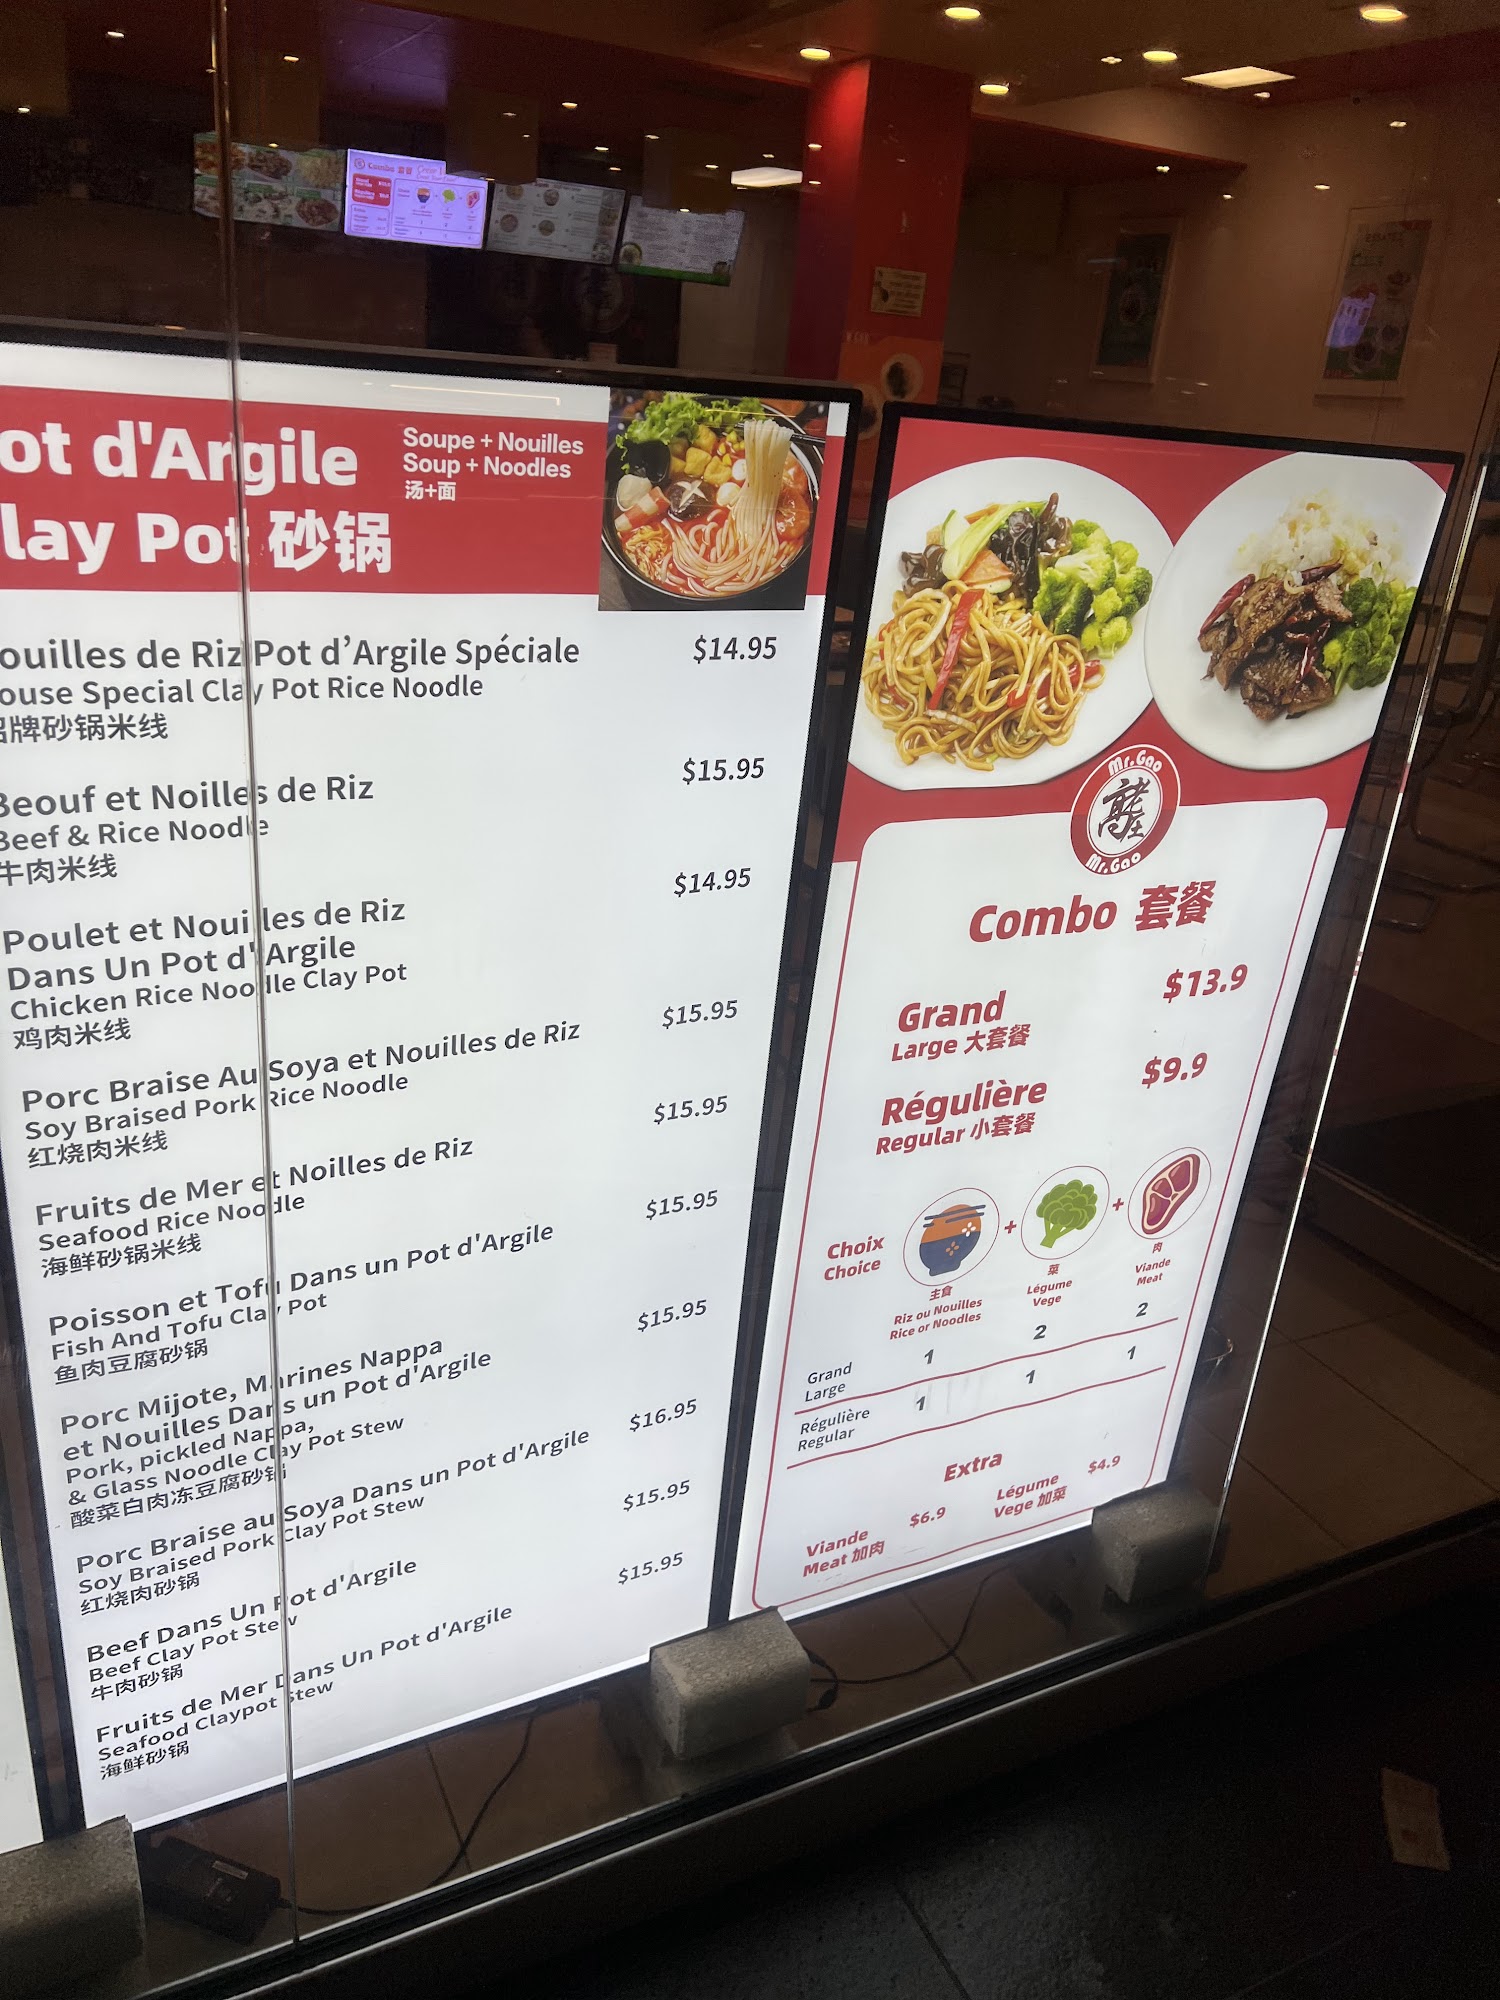 ot d'Argile
lay Pot 砂锅
Soupe + Nouilles
Soup + Noodles
汤+面
ouilles de Riz Pot d’Argile Spéciale
$14.95
ouse Special Clay Pot Rice Noodle
招牌砂锅米线
Beouf et Noilles de Riz
$15.95
Beef & Rice Noodle
牛肉米线
Poulet et Nouilles de Riz
$14.95
Dans Un Pot d'Argile
Chicken Rice Noodle Clay Pot
鸡肉米线
Porc Braise Au Soya et Nouilles de Riz
$15.95
Soy Braised Pork Rice Noodle
红烧肉米线
Fruits de Mer et Noilles de Riz
$15.95
Seafood Rice Noodle
海鲜砂锅米线
Poisson et Tofu Dans un Pot d'Argile
$15.95
Fish And Tofu Clay Pot
鱼肉豆腐砂锅
Porc Mijote, Marines Nappa
$15.95
et Nouilles Dans un Pot d'Argile
Pork, pickled Nappa,
& Glass Noodle Clay Pot Stew
酸菜白肉冻豆腐砂锅
Porc Braise au Soya Dans un Pot d'Argile
$16.95
Soy Braised Pork Clay Pot Stew
红烧肉砂锅
Beef Dans Un Pot d'Argile
$15.95
Beef Clay Pot Stew
牛肉砂锅
Fruits de Mer Dans Un Pot d'Argile
$15.95
Seafood Claypot Stew
海鲜砂锅
Mr.Gao
Mr.Gao
Combo 套餐
Grand
$13.9
Large 大套餐
Régulière
$9.9
Regular 小套餐
Choix
Choice
+
+
主食
Riz ou Nouilles
Rice or Noodles
菜
Légume
Vege
肉
Viande
Meat
Grand
Large
1
2
2
Régulière
Regular
1
1
1
Extra
Viande
Meat 加肉
$6.9
Légume
Vege 加菜
$4.9